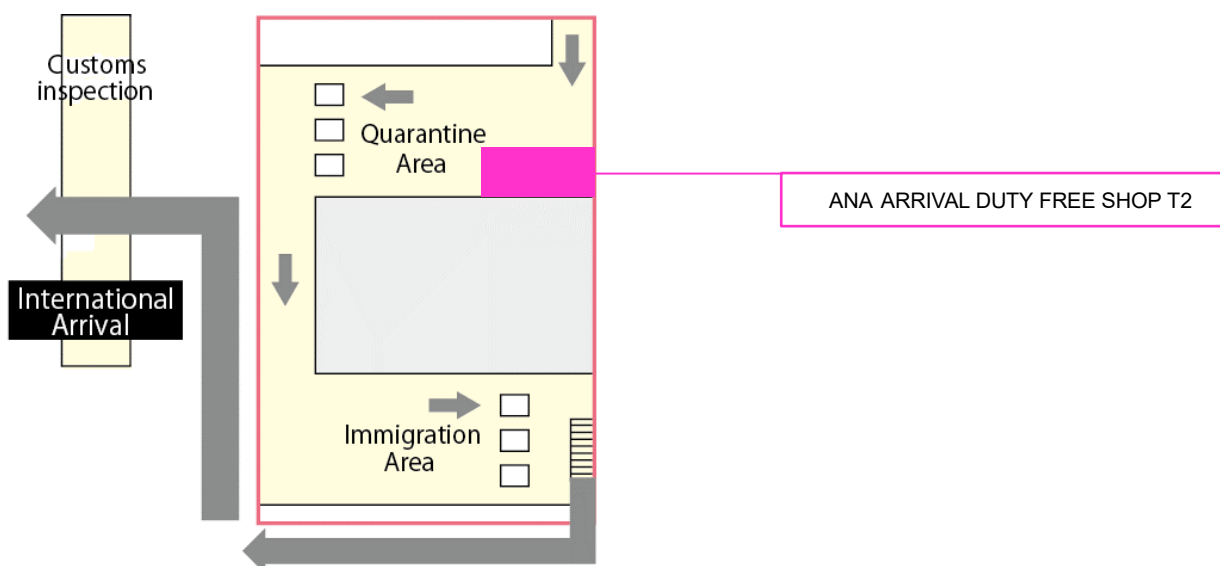 Customs
inspection
Quarantine
Area
ANA ARRIVAL DUTY FREE SHOP T2
International
Arrival
Immigration
Area